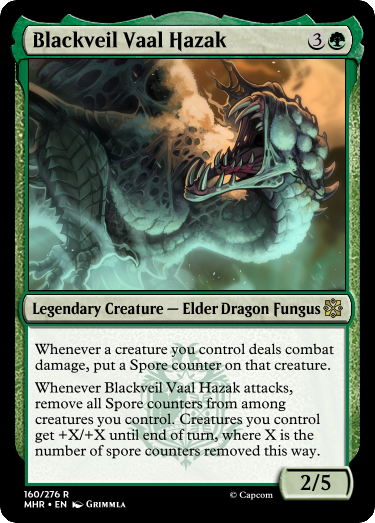 Blackveil Vaal Hazak 3
Legendary Creature — Elder Dragon Fungus
Whenever a creature you control deals combat
damage, put a Spore counter on that creature.
Whenever Blackveil Vaal Hazak attacks,
remove all Spore counters from among
creatures you control. Creatures you control
get +X/+X until end of turn, where X is the
number of spore counters removed this way.
2/5
160/276 R
MHR • EN Grimmla
© Capcom